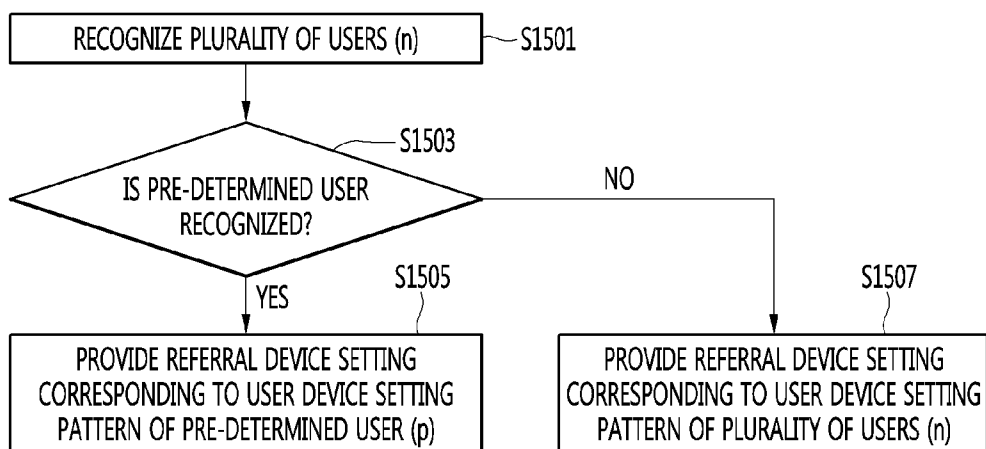 RECOGNIZE PLURALITY OF USERS (n)
S1501
S1503
IS PRE-DETERMINED USER
RECOGNIZED?
NO
YES
S1505
PROVIDE REFERRAL DEVICE SETTING
CORRESPONDING TO USER DEVICE SETTING
PATTERN OF PRE-DETERMINED USER (p)
S1507
PROVIDE REFERRAL DEVICE SETTING
CORRESPONDING TO USER DEVICE SETTING
PATTERN OF PLURALITY OF USERS (n)